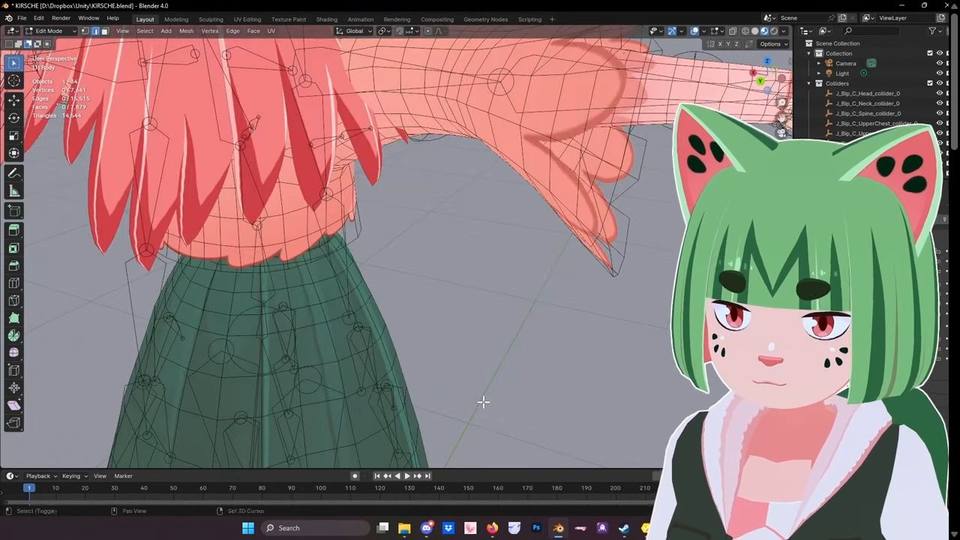 * KIRSCHE [D:\Dropbox\Unity\KIRSCHE.blend] - Blender 4.0
File Edit Render Window Help Layout Modeling Sculpting UV Editing Texture Paint Shading Animation Rendering Compositing Geometry Nodes Scripting + Scene ViewLayer
Edit Mode View Select Add Mesh Vertex Edge Face UV Global
X Y Z Options
User Perspective
Objects
Vertices
Edges
Faces
Triangles
Scene Collection
Collection
Camera
Light
Colliders
J_Bip_C_Head_collider_0
J_Bip_C_Neck_collider_0
J_Bip_C_Spine_collider_0
J_Bip_C_UpperChest_collider_0
Playback Keying View Marker
1 10 20 30 40 50 60 70 80 90 100 110 120 130 140 150 160 170 180 190 200 210
Select (Toggle) Pan View Set 3D Cursor
Search